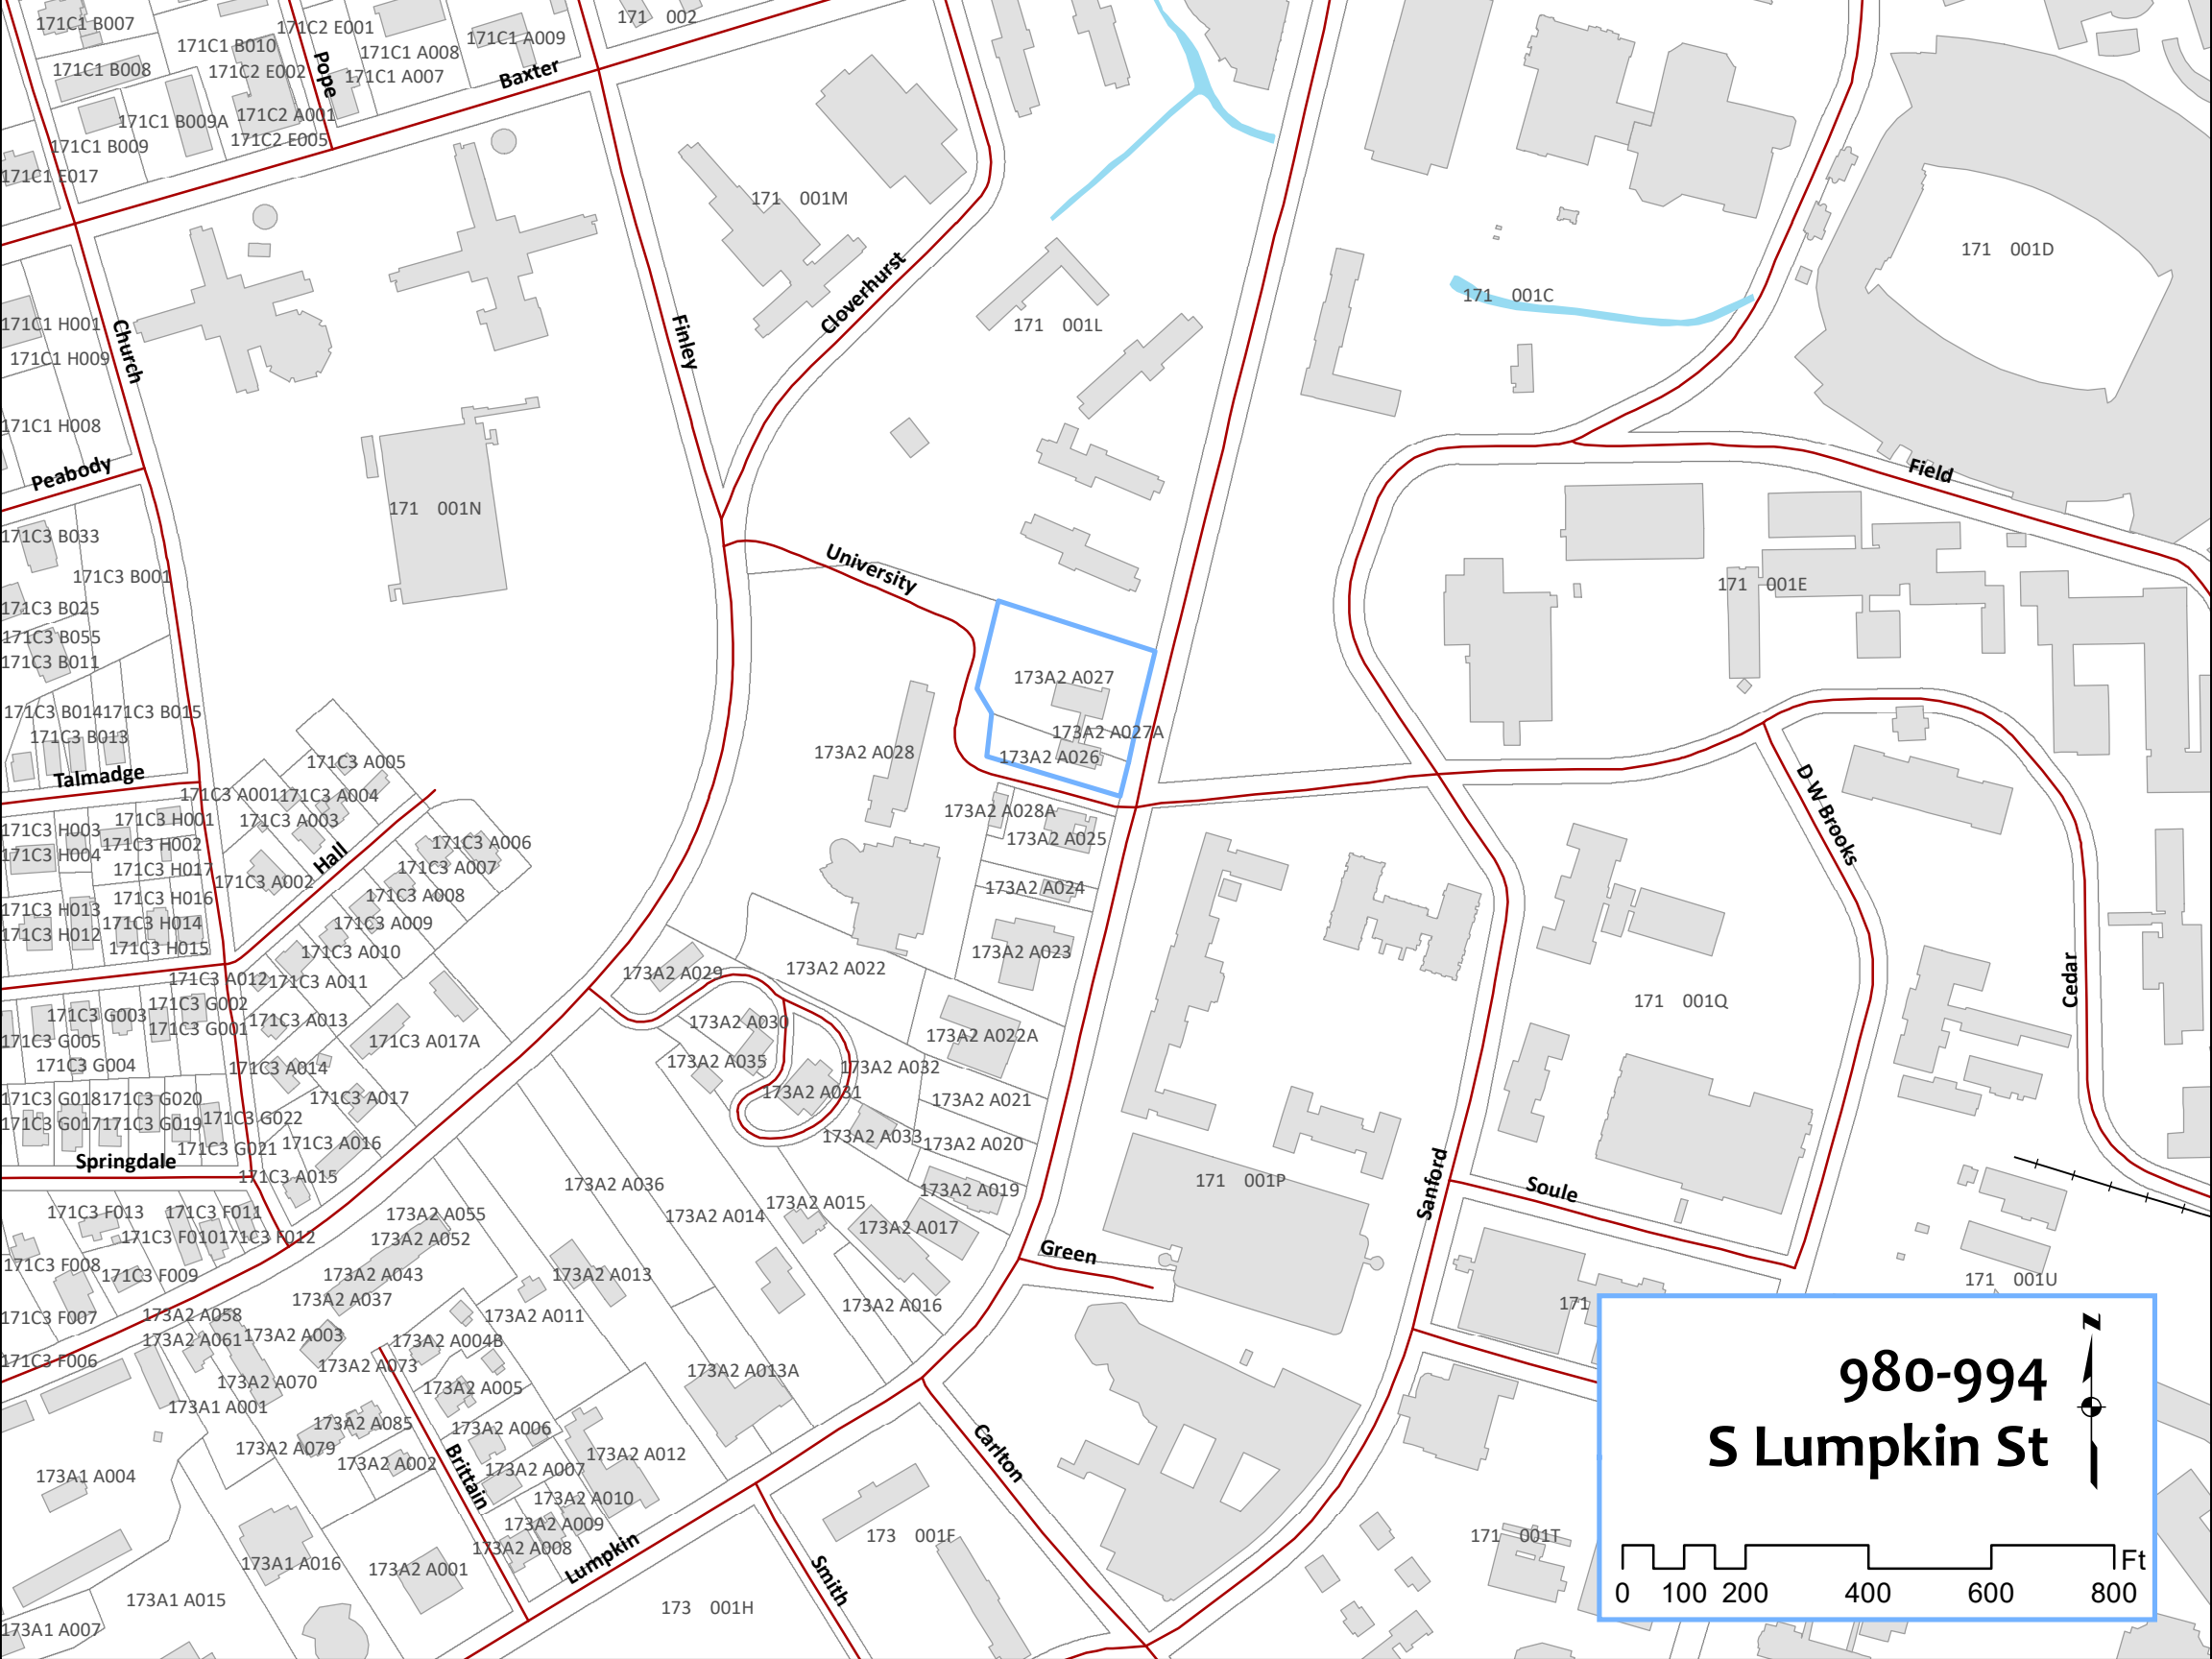 171C1 B007
171C2 E001
171 002
171C1 B010
171C1 A008
171C1 A009
171C1 B008
171C2 E002
Pope
171C1 A007
Baxter
171C1 B009A
171C2 A001
171C1 B009
171C2 E005
171C1 E017
171 001M
171 001D
Cloverhurst
171 001C
171C1 H001
Church
Finley
171 001L
171C1 H009
171C1 H008
Peabody
Field
171 001N
171C3 B033
University
171C3 B001
171 001E
171C3 B025
171C3 B055
171C3 B011
173A2 A027
171C3 B014
171C3 B015
171C3 B013
173A2 A027A
173A2 A028
173A2 A026
171C3 A005
Talmadge
171C3 A001
171C3 A004
D W Brooks
171C3 H003
171C3 H001
171C3 A003
173A2 A028A
171C3 H004
171C3 H002
Hall
171C3 A006
173A2 A025
171C3 H017
171C3 A002
171C3 A007
173A2 A024
171C3 H016
171C3 A008
171C3 H013
171C3 H014
171C3 A009
171C3 H012
171C3 H015
171C3 A010
173A2 A023
171C3 A012
171C3 A011
173A2 A029
173A2 A022
Cedar
171C3 G002
171C3 G003
171C3 G001
171C3 A013
173A2 A030
171 001Q
171C3 G005
171C3 A017A
173A2 A022A
171C3 G004
171C3 A014
173A2 A035
173A2 A032
171C3 G018
171C3 G020
171C3 A017
173A2 A031
173A2 A021
171C3 G017
171C3 G019
171C3 G022
171C3 G021
171C3 A016
173A2 A033
173A2 A020
Springdale
171C3 A015
173A2 A036
173A2 A019
171 001P
Sanford
Soule
171C3 F013
171C3 F011
173A2 A055
173A2 A014
173A2 A015
173A2 A017
171C3 F010
171C3 F012
173A2 A052
Green
171C3 F008
171C3 F009
173A2 A043
173A2 A013
171 001U
173A2 A037
173A2 A016
171
171C3 F007
173A2 A058
173A2 A011
173A2 A061
173A2 A003
173A2 A004B
171C3 F006
173A2 A073
173A2 A013A
173A2 A070
173A2 A005
173A1 A001
173A2 A085
173A2 A006
173A2 A079
173A2 A012
173A2 A002
Brittain
173A2 A007
Carlton
173A1 A004
173A2 A010
173A2 A009
173A2 A008
Lumpkin
173 001F
171 001T
173A1 A016
173A2 A001
Smith
173A1 A015
173 001H
173A1 A007
N
980-994
S Lumpkin St
Ft
0 100 200 400 600 800